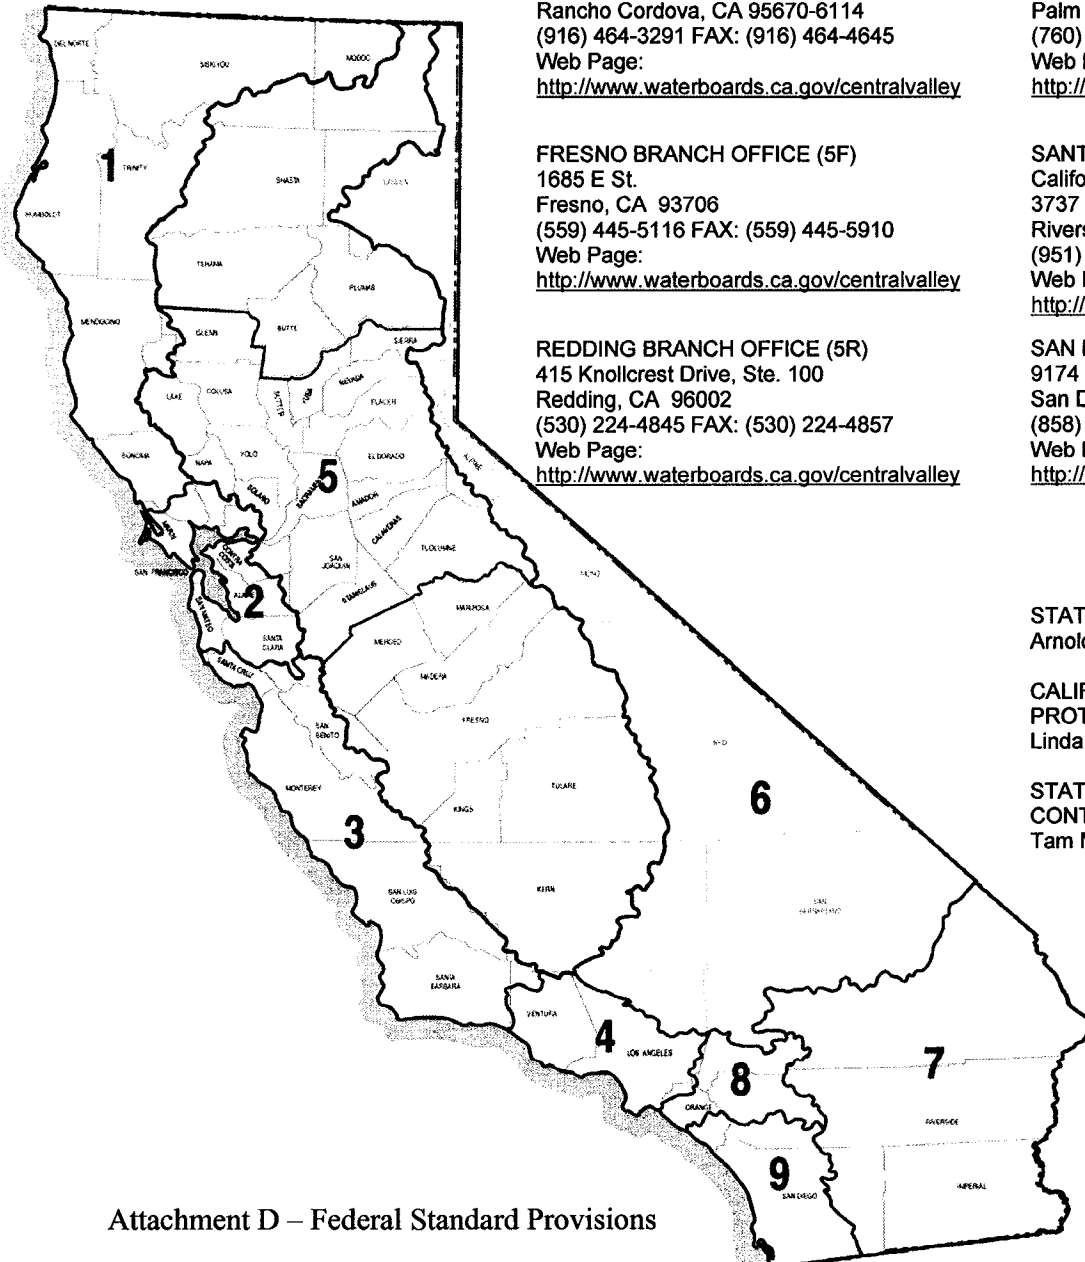 Rancho Cordova, CA 95670-6114
(916) 464-3291 FAX: (916) 464-4645
Web Page:
http://www.waterboards.ca.gov/centralvalley
FRESNO BRANCH OFFICE (5F)
1685 E St.
Fresno, CA 93706
(559) 445-5116 FAX: (559) 445-5910
Web Page:
http://www.waterboards.ca.gov/centralvalley
REDDING BRANCH OFFICE (5R)
415 Knollcrest Drive, Ste. 100
Redding, CA 96002
(530) 224-4845 FAX: (530) 224-4857
Web Page:
http://www.waterboards.ca.gov/centralvalley
Palm
(760)
Web
http://
SANT
Califo
3737
Rivers
(951)
Web
http://
SAN
9174
San D
(858)
Web
http://
STAT
Arnol
CALIF
PROT
Linda
STAT
CONT
Tam
DEL NORTE
SISKIYOU
MODOC
1
TRINITY
SHASTA
LASSEN
HUMBOLDT
TEHAMA
PLUMAS
MENDOCINO
GLENN
BUTTE
SIERRA
LAKE
COLUSA
SUTTER
YUBA
NEVADA
PLACER
SONOMA
NAPA
YOLO
EL DORADO
ALPINE
5
SOLANO
SACRAMENTO
AMADOR
CALAVERAS
MARIN
CONTRA
COSTA
SAN
JOAQUIN
TUOLUMNE
MONO
SAN FRANCISCO
2
STANISLAUS
MARIPOSA
SAN MATEO
SANTA
CLARA
MERCED
SANTA CRUZ
MADERA
SAN
BENITO
FRESNO
INYO
MONTEREY
KINGS
TULARE
3
6
SAN LUIS
OBISPO
KERN
SAN
BERNARDINO
SANTA
BARBARA
VENTURA
4
LOS ANGELES
8
7
ORANGE
RIVERSIDE
9
SAN DIEGO
IMPERIAL
Attachment D – Federal Standard Provisions